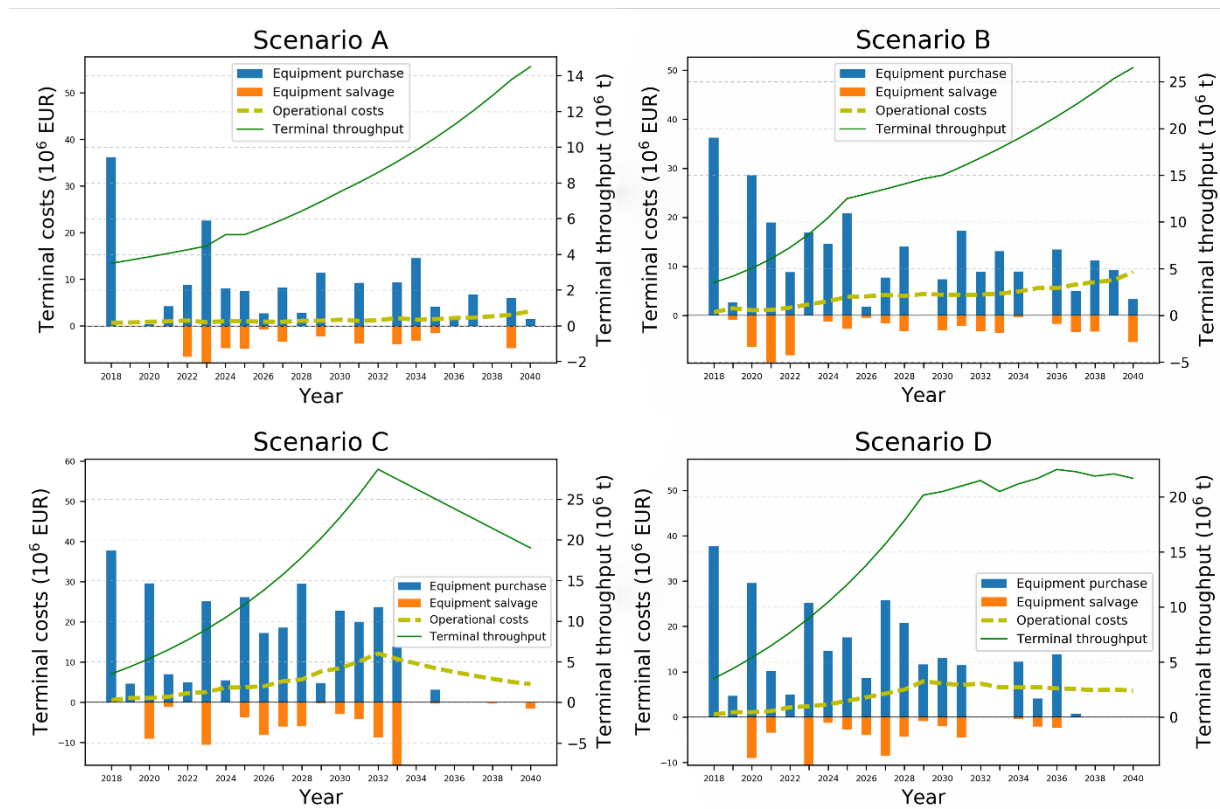 Scenario A
Equipment purchase
Equipment salvage
Operational costs
Terminal throughput
Terminal costs (10⁶ EUR)
50
40
30
20
10
0
Terminal throughput (10⁶ t)
14
12
10
8
6
4
2
0
−2
2018 2020 2022 2024 2026 2028 2030 2032 2034 2036 2038 2040
Year
Scenario B
Equipment purchase
Equipment salvage
Operational costs
Terminal throughput
Terminal costs (10⁶ EUR)
50
40
30
20
10
0
Terminal throughput (10⁶ t)
25
20
15
10
5
0
−5
2018 2020 2022 2024 2026 2028 2030 2032 2034 2036 2038 2040
Year
Scenario C
Equipment purchase
Equipment salvage
Operational costs
Terminal throughput
Terminal costs (10⁶ EUR)
60
50
40
30
20
10
0
−10
Terminal throughput (10⁶ t)
25
20
15
10
5
0
−5
2018 2020 2022 2024 2026 2028 2030 2032 2034 2036 2038 2040
Year
Scenario D
Equipment purchase
Equipment salvage
Operational costs
Terminal throughput
Terminal costs (10⁶ EUR)
50
40
30
20
10
0
−10
Terminal throughput (10⁶ t)
20
15
10
5
0
2018 2020 2022 2024 2026 2028 2030 2032 2034 2036 2038 2040
Year